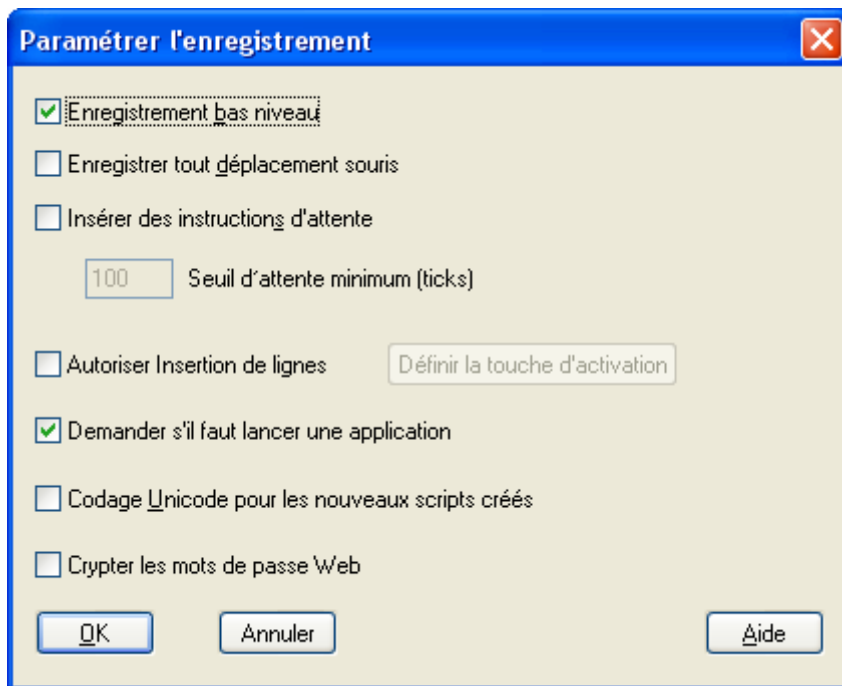 Paramétrer l'enregistrement
Enregistrement bas niveau
Enregistrer tout déplacement souris
Insérer des instructions d'attente
100 Seuil d'attente minimum (ticks)
Autoriser Insertion de lignes Définir la touche d'activation
Demander s'il faut lancer une application
Codage Unicode pour les nouveaux scripts créés
Crypter les mots de passe Web
OK Annuler Aide